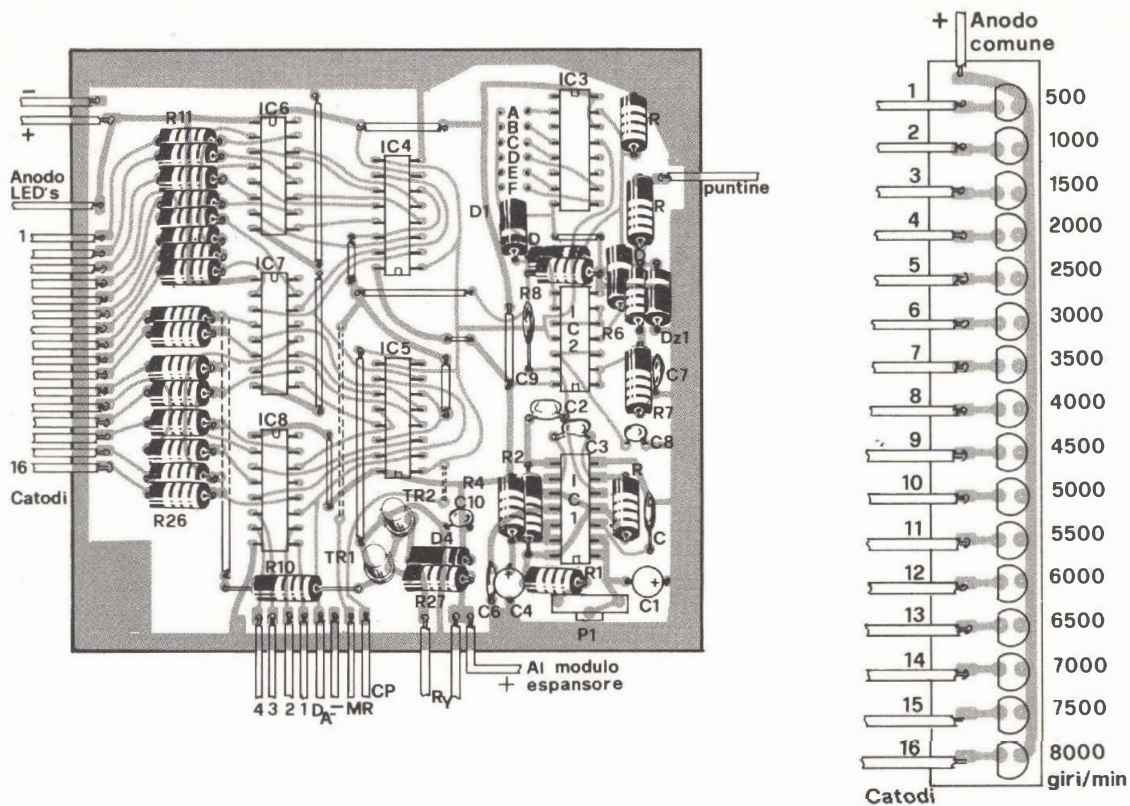 −
+
R11
IC6
IC4
IC3
R
A
B
C
D
E
F
puntine
Anodo
LED's
1
D1
R
D
IC7
R8
IC2
R6
Dz1
C9
C7
IC5
C2
R7
C8
IC8
C3
R2
16
Catodi
R4
TR2
C10
IC1
R
C
R26
TR1
D4
R10
R27
C6
C4
R1
C1
P1
4 3 2 1 DA − MR CP
Ry
+
Al modulo
espansore
+ Anodo
comune
1 500
2 1000
3 1500
4 2000
5 2500
6 3000
7 3500
8 4000
9 4500
10 5000
11 5500
12 6000
13 6500
14 7000
15 7500
16 8000
giri/min
Catodi